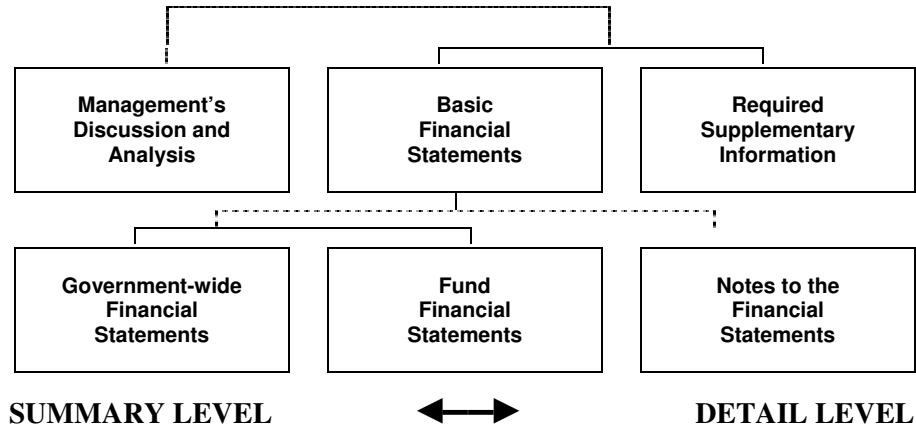 Management’s
Discussion and
Analysis
Basic
Financial
Statements
Required
Supplementary
Information
Government-wide
Financial
Statements
Fund
Financial
Statements
Notes to the
Financial
Statements
SUMMARY LEVEL
DETAIL LEVEL